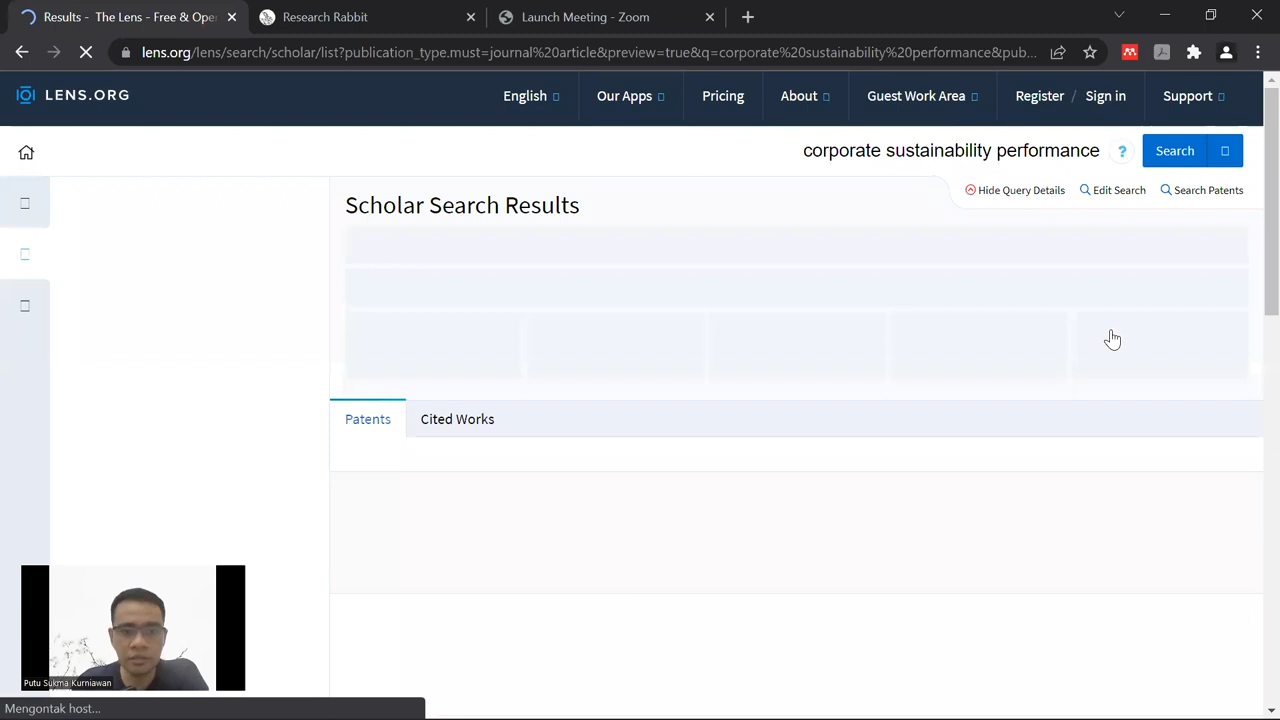 Results - The Lens - Free & Ope
Research Rabbit
Launch Meeting - Zoom
lens.org/lens/search/scholar/list?publication_type.must=journal%20article&preview=true&q=corporate%20sustainability%20performance&pub...
LENS.ORG
English
Our Apps
Pricing
About
Guest Work Area
Register / Sign in
Support
corporate sustainability performance
?
Search
Hide Query Details
Edit Search
Search Patents
Scholar Search Results
Patents
Cited Works
Putu Sukma Kurniawan
Mengontak host...